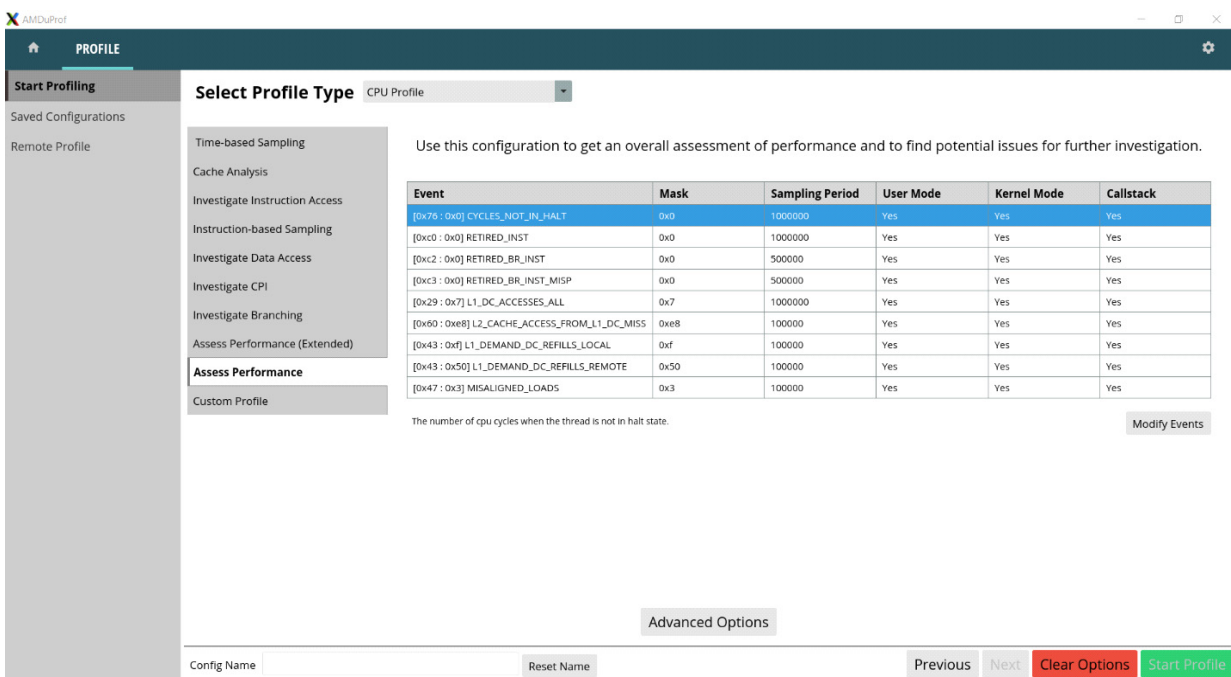 AMDuProf
PROFILE
Start Profiling
Saved Configurations
Remote Profile
Select Profile Type CPU Profile
Time-based Sampling
Cache Analysis
Investigate Instruction Access
Instruction-based Sampling
Investigate Data Access
Investigate CPI
Investigate Branching
Assess Performance (Extended)
Assess Performance
Custom Profile
Use this configuration to get an overall assessment of performance and to find potential issues for further investigation.
Event Mask Sampling Period User Mode Kernel Mode Callstack
[0x76 : 0x0] CYCLES_NOT_IN_HALT 0x0 1000000 Yes Yes Yes
[0xc0 : 0x0] RETIRED_INST 0x0 1000000 Yes Yes Yes
[0xc2 : 0x0] RETIRED_BR_INST 0x0 500000 Yes Yes Yes
[0xc3 : 0x0] RETIRED_BR_INST_MISP 0x0 500000 Yes Yes Yes
[0x29 : 0x7] L1_DC_ACCESSES_ALL 0x7 1000000 Yes Yes Yes
[0x60 : 0xe8] L2_CACHE_ACCESS_FROM_L1_DC_MISS 0xe8 100000 Yes Yes Yes
[0x43 : 0xf] L1_DEMAND_DC_REFILLS_LOCAL 0xf 100000 Yes Yes Yes
[0x43 : 0x50] L1_DEMAND_DC_REFILLS_REMOTE 0x50 100000 Yes Yes Yes
[0x47 : 0x3] MISALIGNED_LOADS 0x3 100000 Yes Yes Yes
The number of cpu cycles when the thread is not in halt state.
Modify Events
Advanced Options
Config Name Reset Name Previous Next Clear Options Start Profile